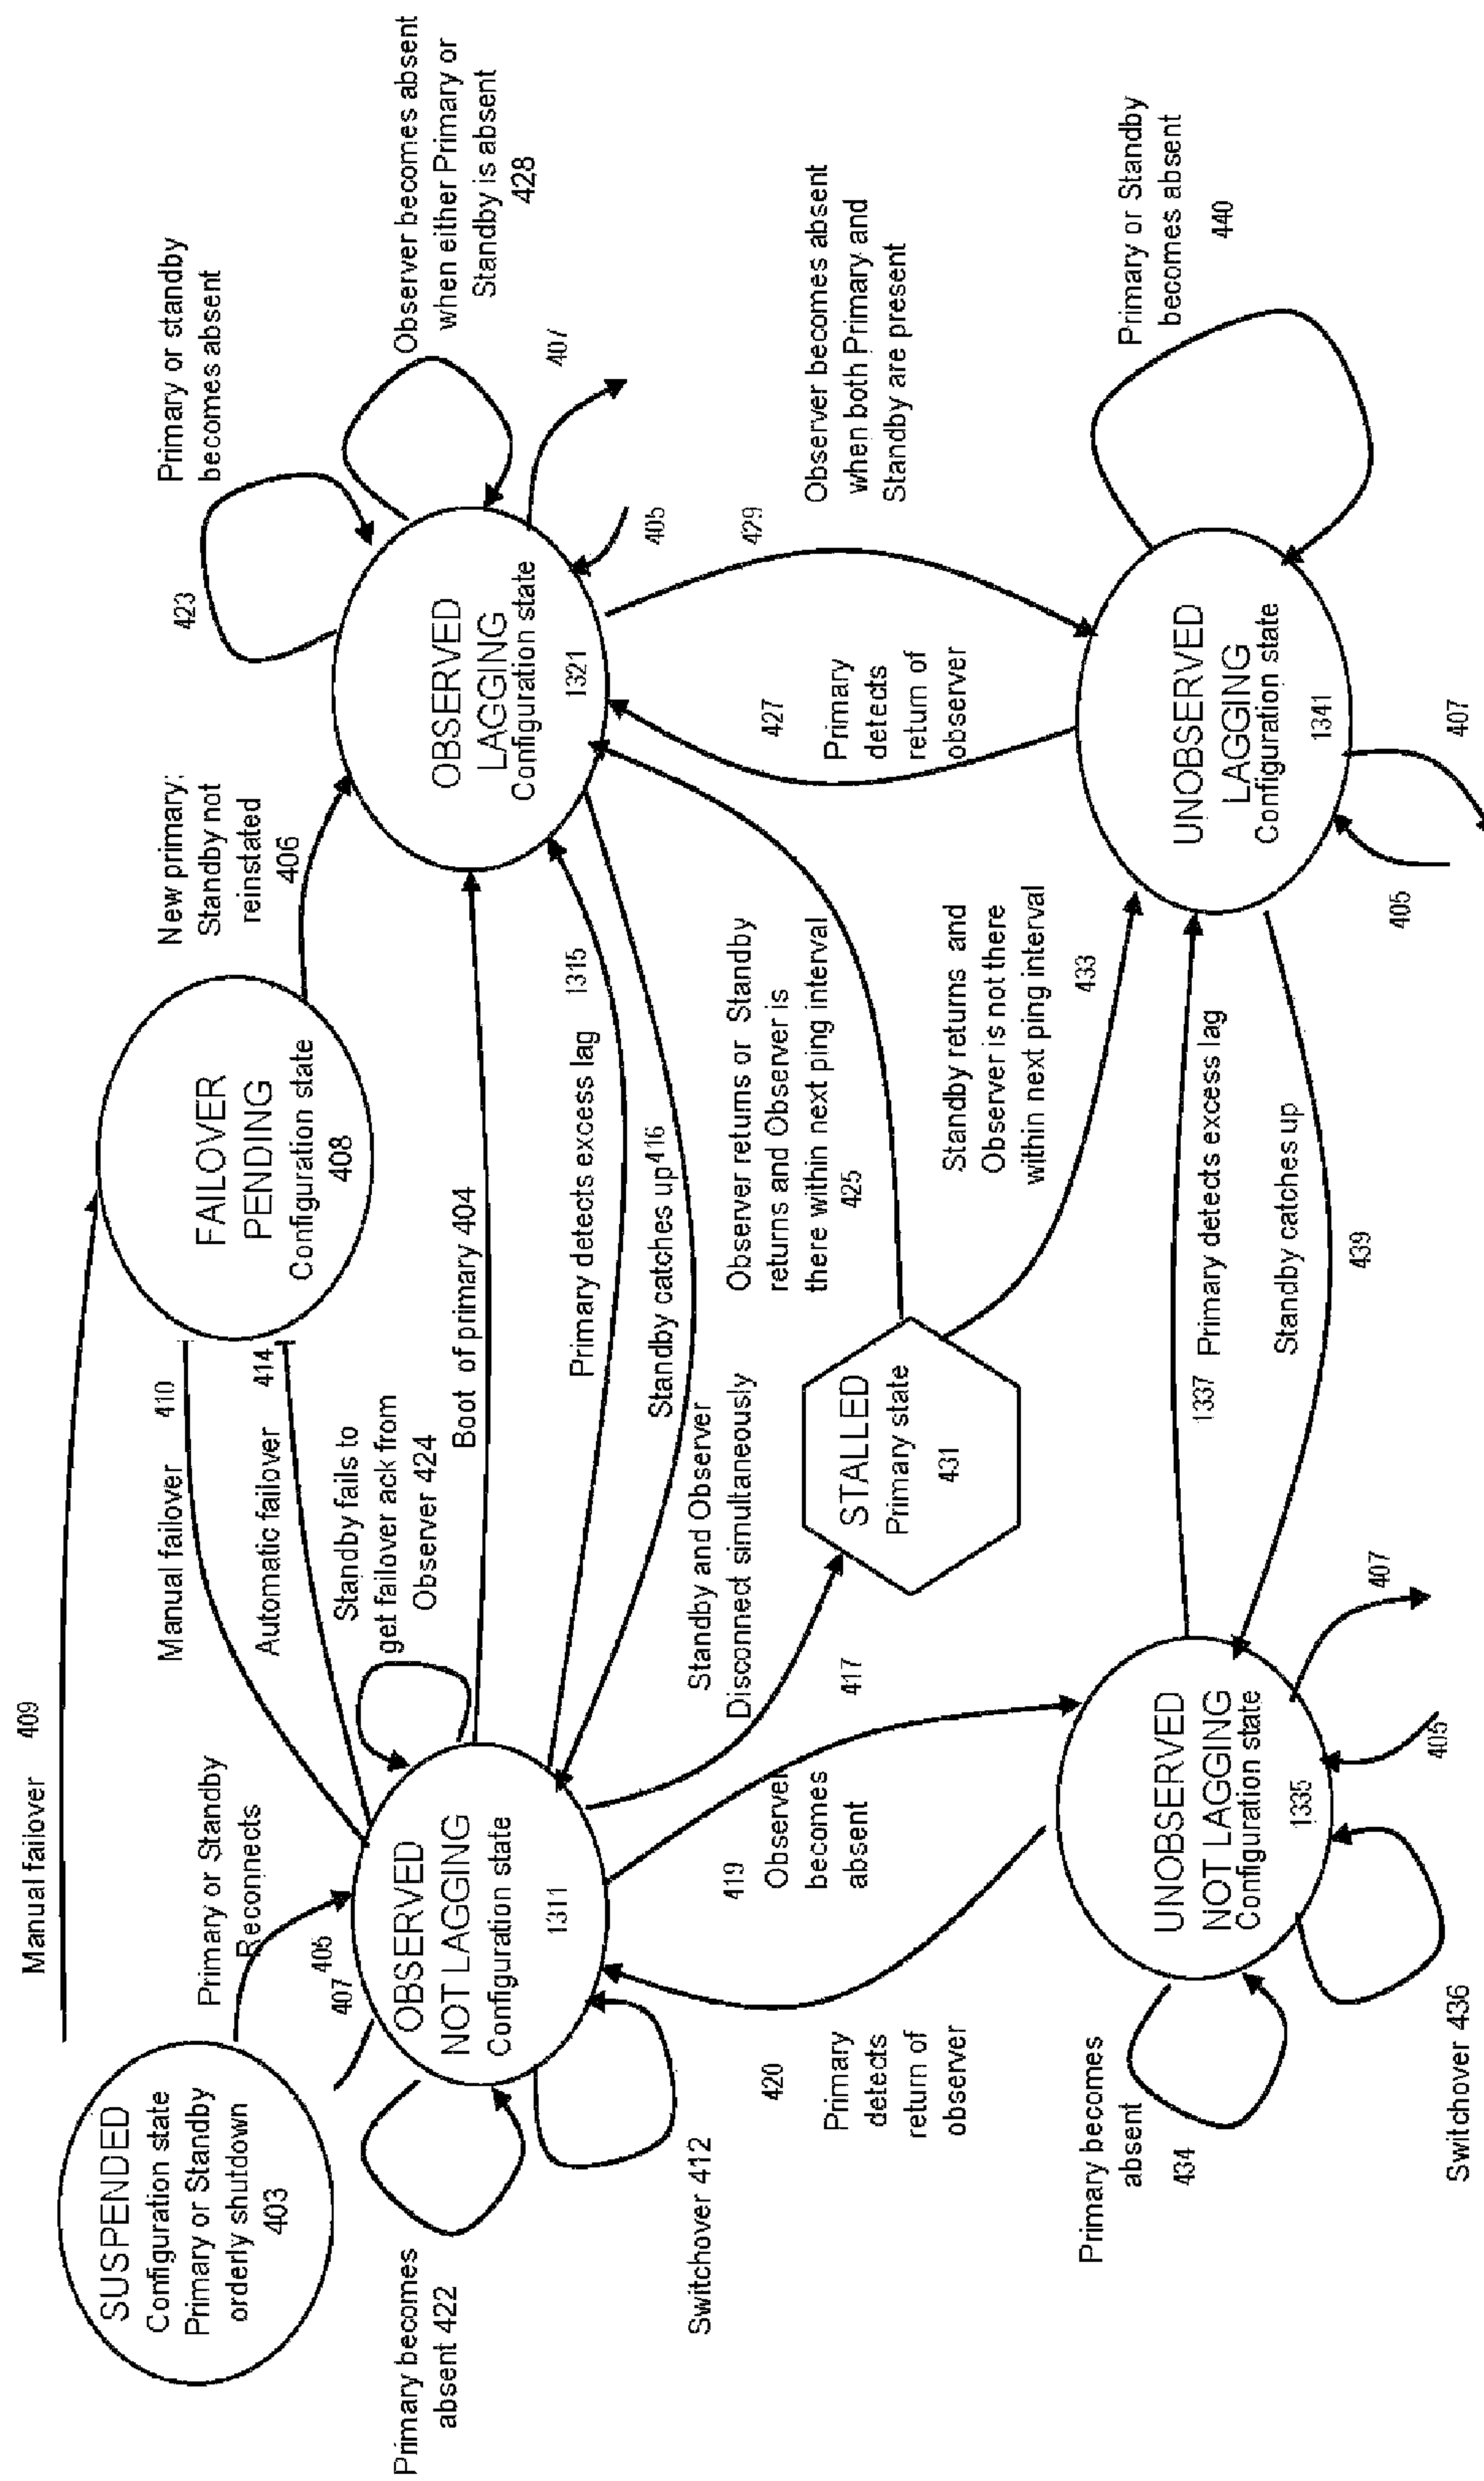 Manual failover 409
SUSPENDED
Configuration state
Primary or Standby
orderly shutdown
403
Primary or Standby
Reconnects
405
407
Manual failover 410
Automatic failover 414
FAILOVER
PENDING
Configuration state
408
New primary;
Standby not
reinstated
406
Primary or standby
becomes absent
423
Observer becomes absent
when either Primary or
Standby is absent
428
407
405
OBSERVED
LAGGING
Configuration state
1321
Standby fails to
get failover ack from
Observer 424
Boot of primary 404
Primary detects excess lag
1315
Standby catches up 416
OBSERVED
NOT LAGGING
Configuration state
1311
Primary becomes
absent 422
Switchover 412
Standby and Observer
Disconnect simultaneously
417
STALLED
Primary state
431
Observer returns or Standby
returns and Observer is
there within next ping interval
425
Standby returns and
Observer is not there
within next ping interval
433
427
Primary
detects
return of
observer
429
Observer becomes absent
when both Primary and
Standby are present
419 Observer
becomes
absent
420
Primary
detects
return of
observer
UNOBSERVED
NOT LAGGING
Configuration state
1335
Primary becomes
absent
434
Switchover 436
405
407
1337 Primary detects excess lag
Standby catches up
439
UNOBSERVED
LAGGING
Configuration state
1341
Primary or Standby
becomes absent
440
405
407